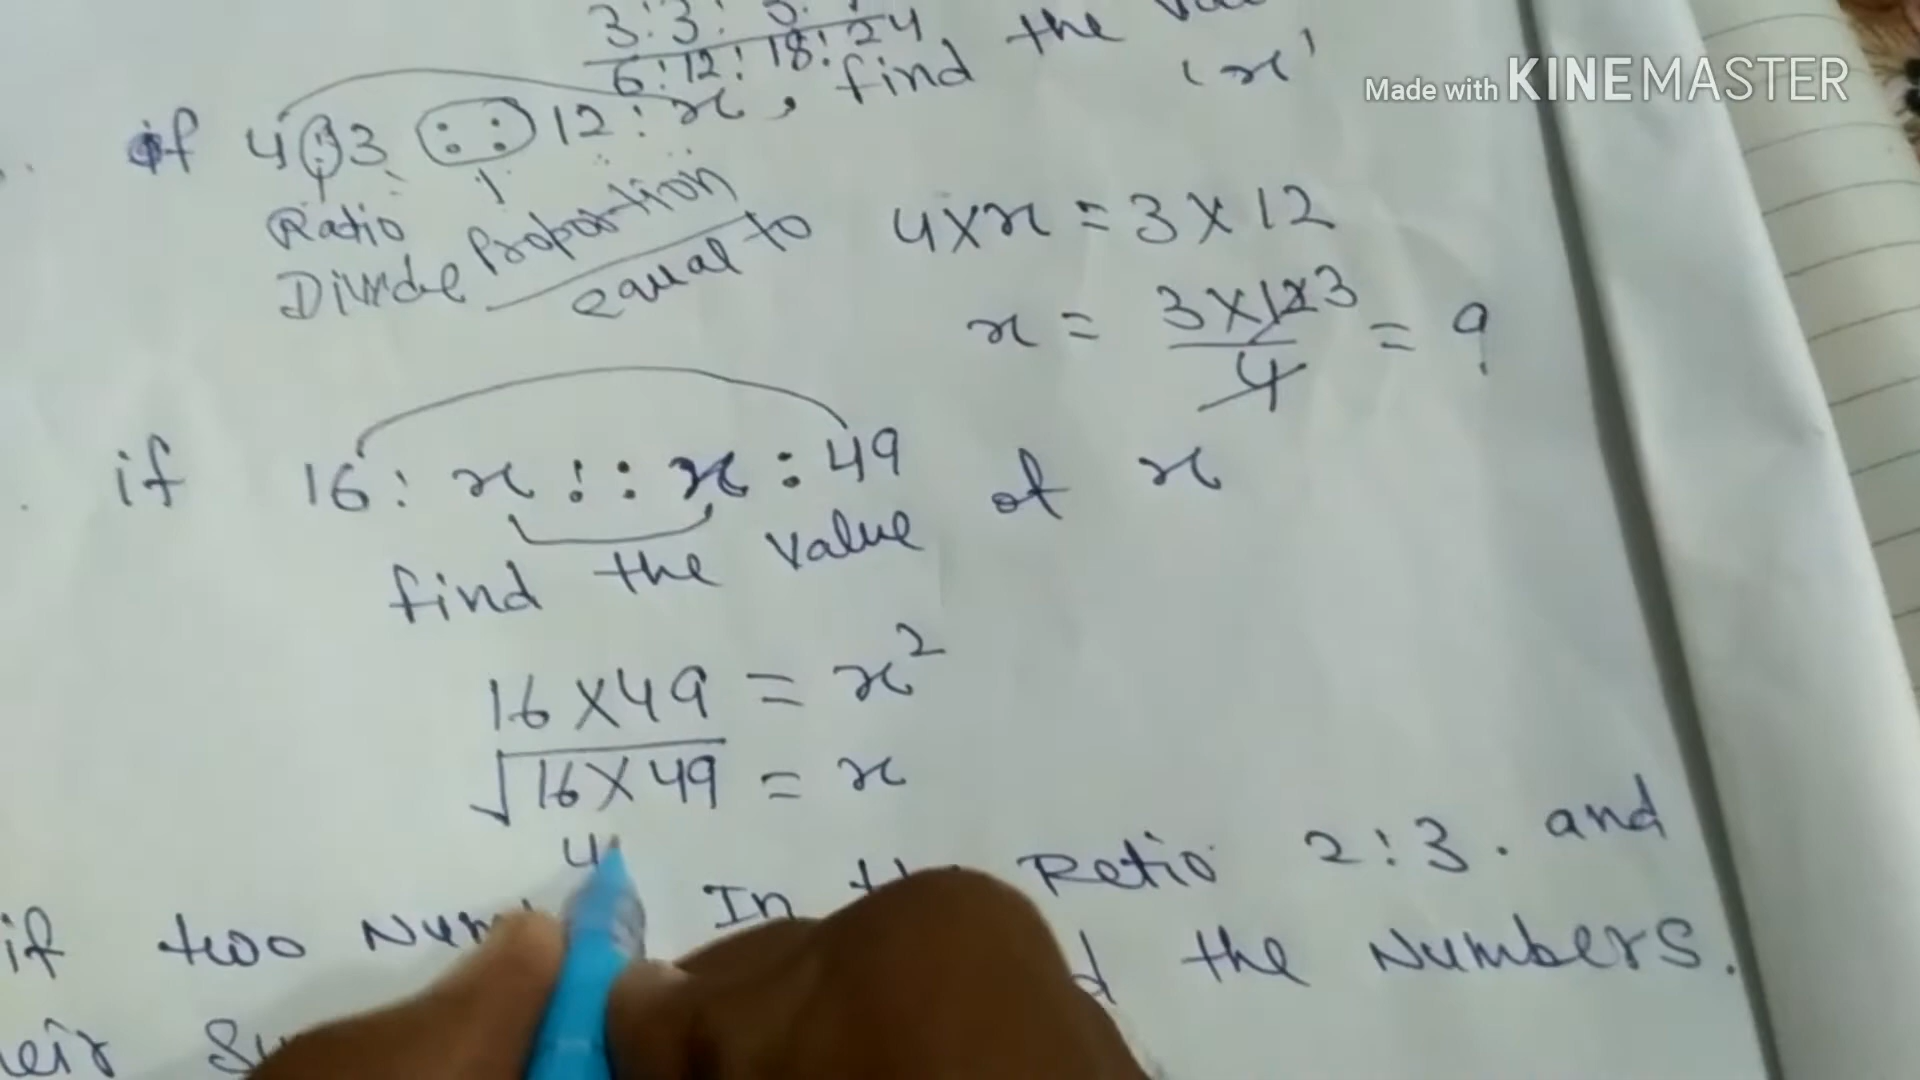 3:3:
6:12:18:24
Made with KINEMASTER
if 4:3 :: 12:x, find the 'x'
Ratio
Divide Proportion
equal to
4×x = 3×12
x = 3×12 3 / 4 = 9
if 16: x :: x : 49
find the value of x
16×49 = x²
√16×49 = x
4
if two In Ratio 2:3. and
the Numbers.